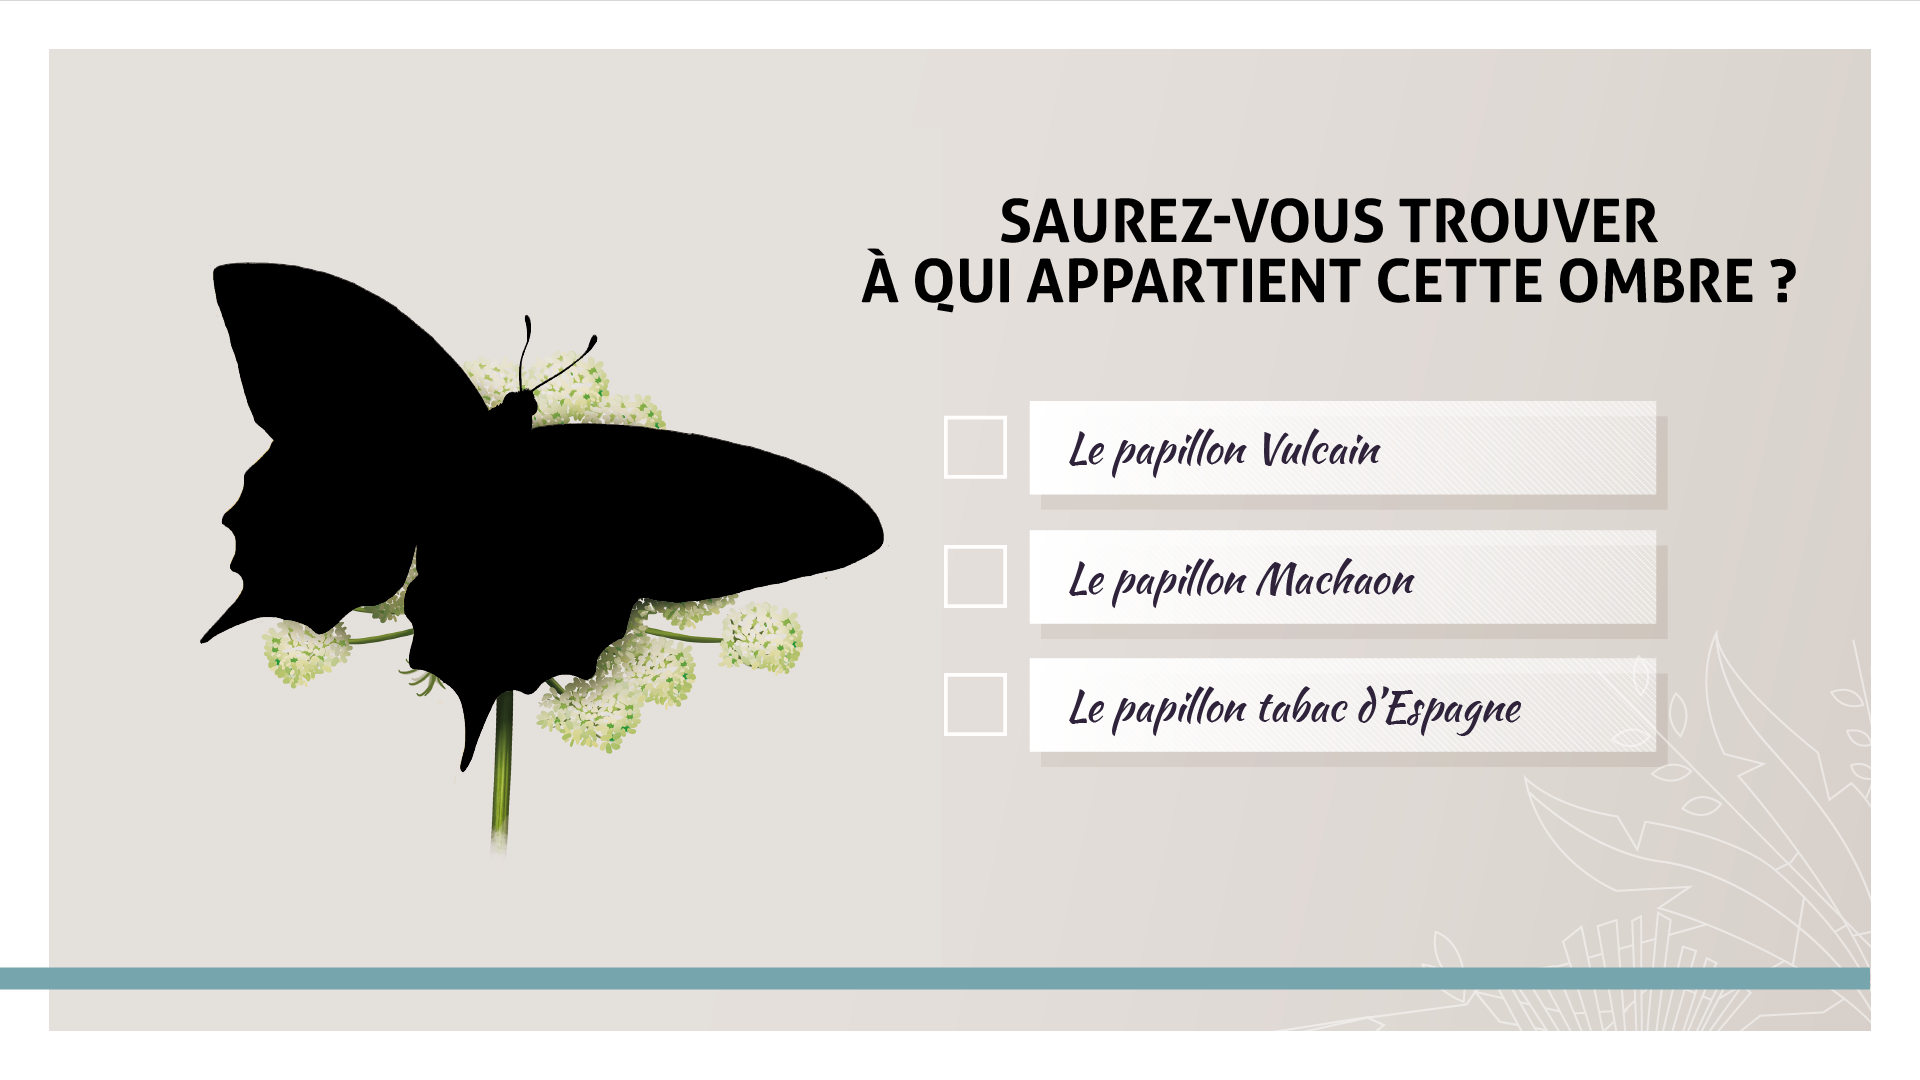 SAUREZ-VOUS TROUVER
À QUI APPARTIENT CETTE OMBRE ?
Le papillon Vulcain
Le papillon Machaon
Le papillon tabac d'Espagne